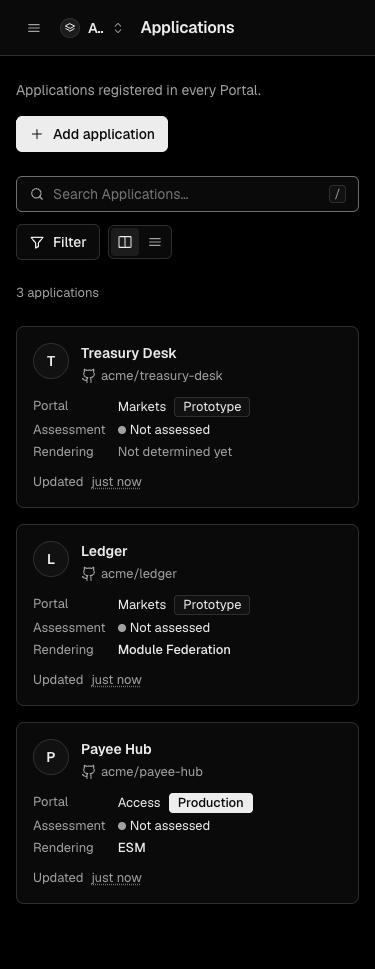 A..
Applications
Applications registered in every Portal.
Add application
Search Applications...
/
Filter
3 applications
T
Treasury Desk
acme/treasury-desk
Portal Markets Prototype
Assessment Not assessed
Rendering Not determined yet
Updated just now
L
Ledger
acme/ledger
Portal Markets Prototype
Assessment Not assessed
Rendering Module Federation
Updated just now
P
Payee Hub
acme/payee-hub
Portal Access Production
Assessment Not assessed
Rendering ESM
Updated just now